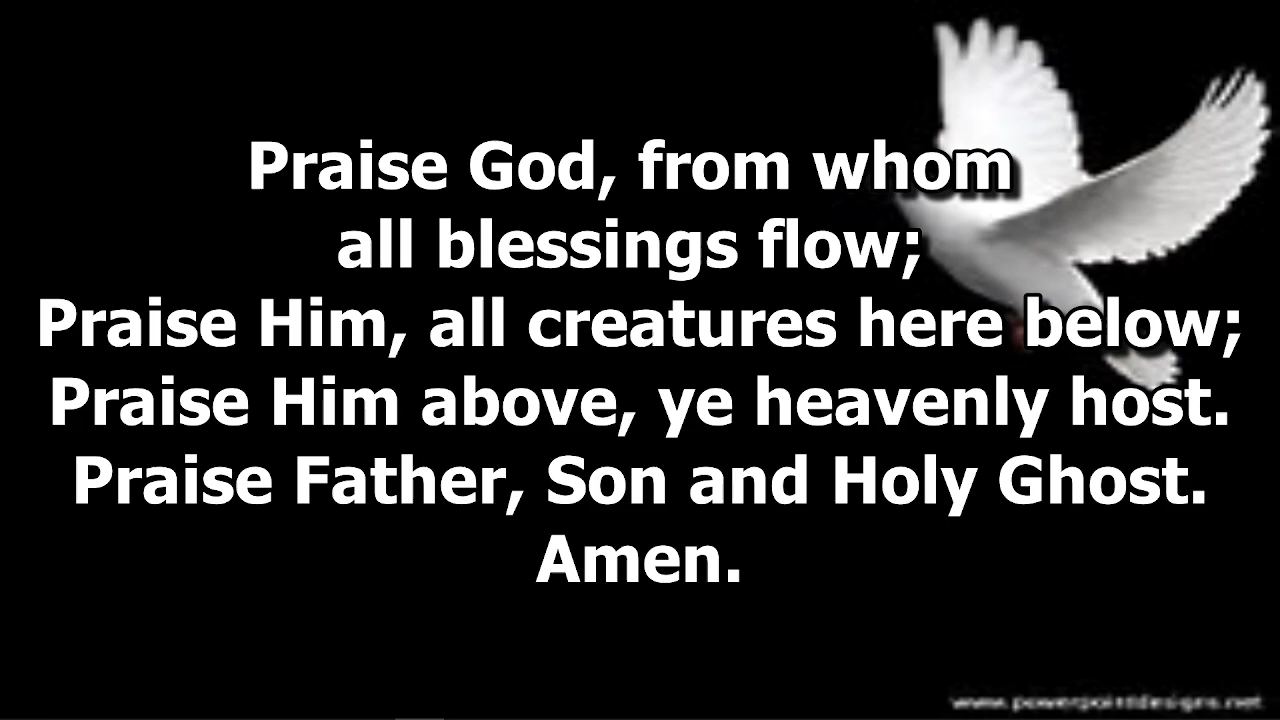 Praise God, from whom
all blessings flow;
Praise Him, all creatures here below;
Praise Him above, ye heavenly host.
Praise Father, Son and Holy Ghost.
Amen.
www.powerpointdesigns.net